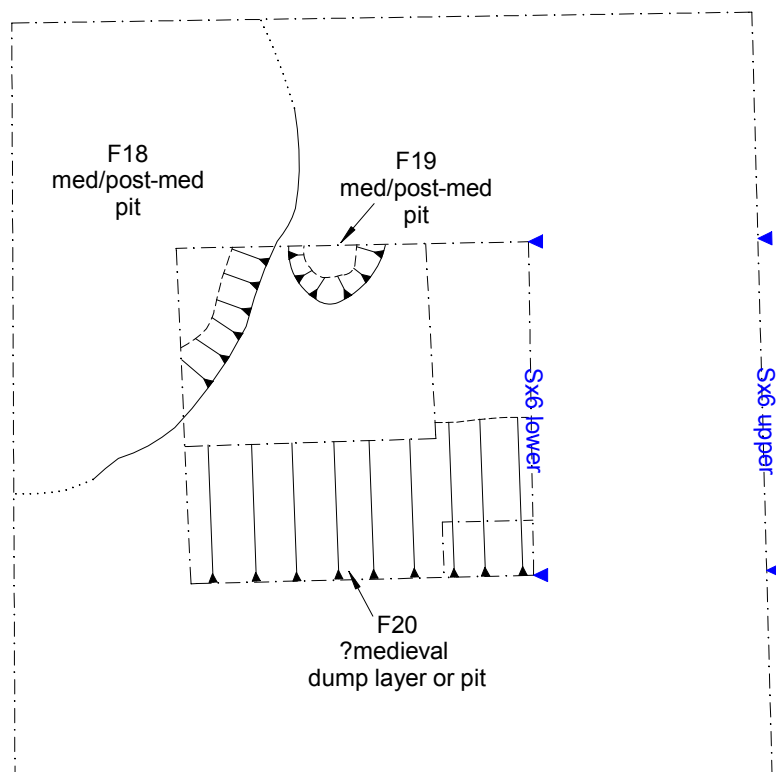 F18
med/post-med
pit
F19
med/post-med
pit
Sx6 lower
Sx6 upper
F20
?medieval
dump layer or pit